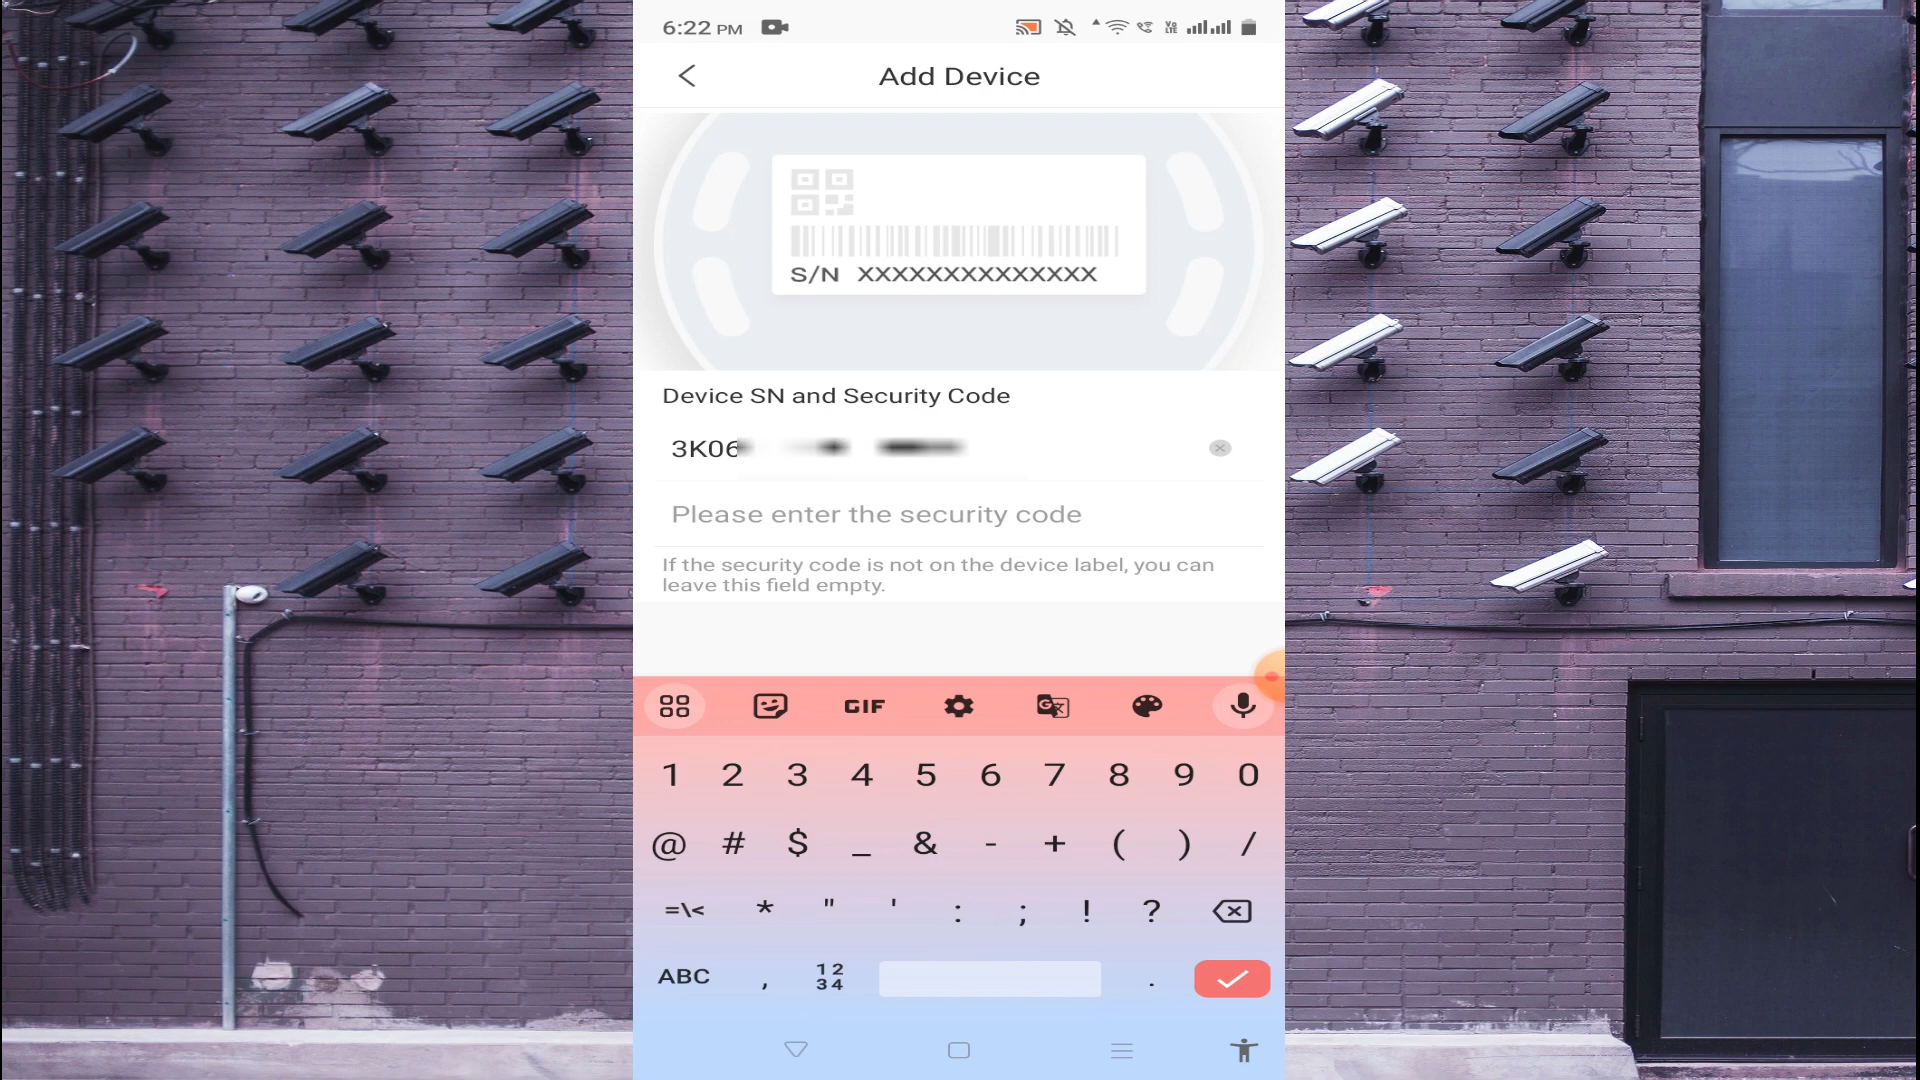 6:22 PM
Vo LTE
Add Device
S/N XXXXXXXXXXXXXX
Device SN and Security Code
3K06
Please enter the security code
If the security code is not on the device label, you can
leave this field empty.
GIF
1 2 3 4 5 6 7 8 9 0
@ # $ _ & - + ( ) /
=\< * " ' : ; ! ?
ABC , 12 34 .